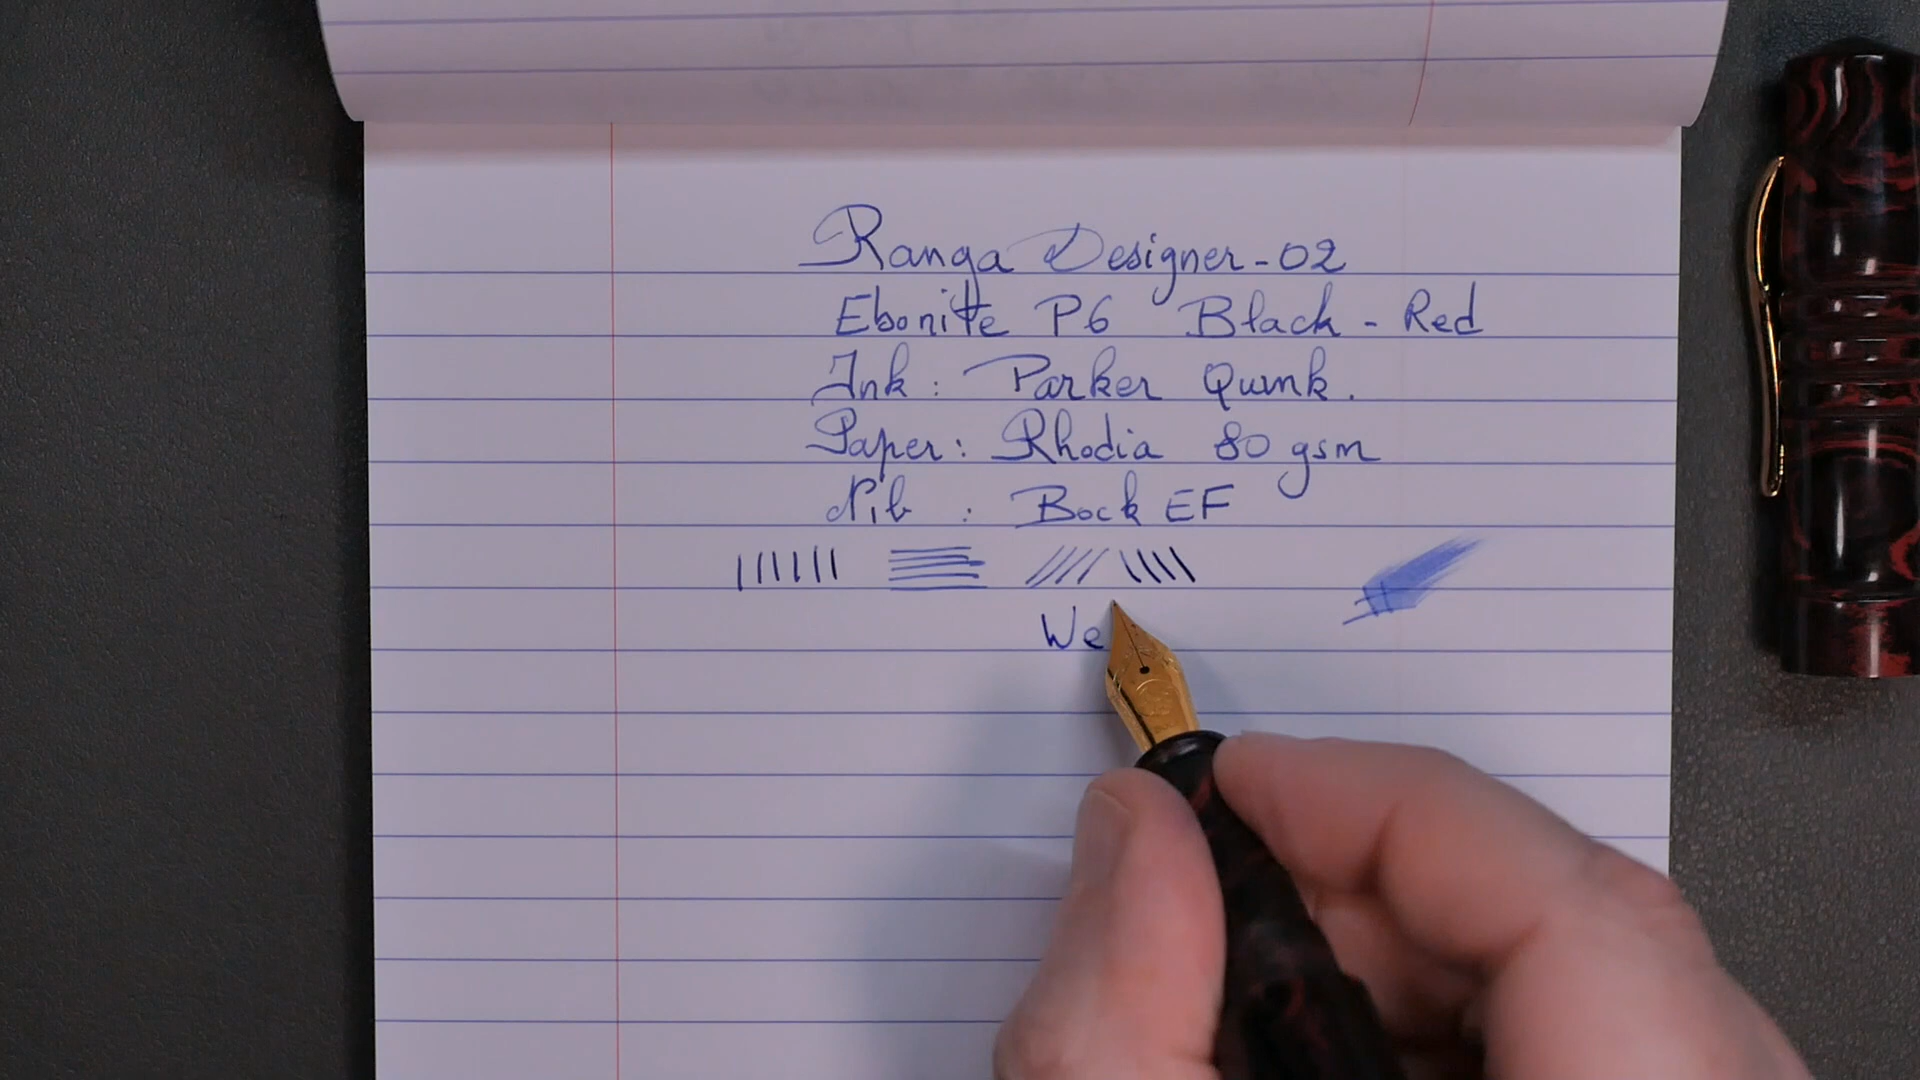 Ranga Designer-02
Ebonite P6 Black - Red
Ink : Parker Quink.
Paper : Rhodia 80 gsm
Nib : Bock EF
We